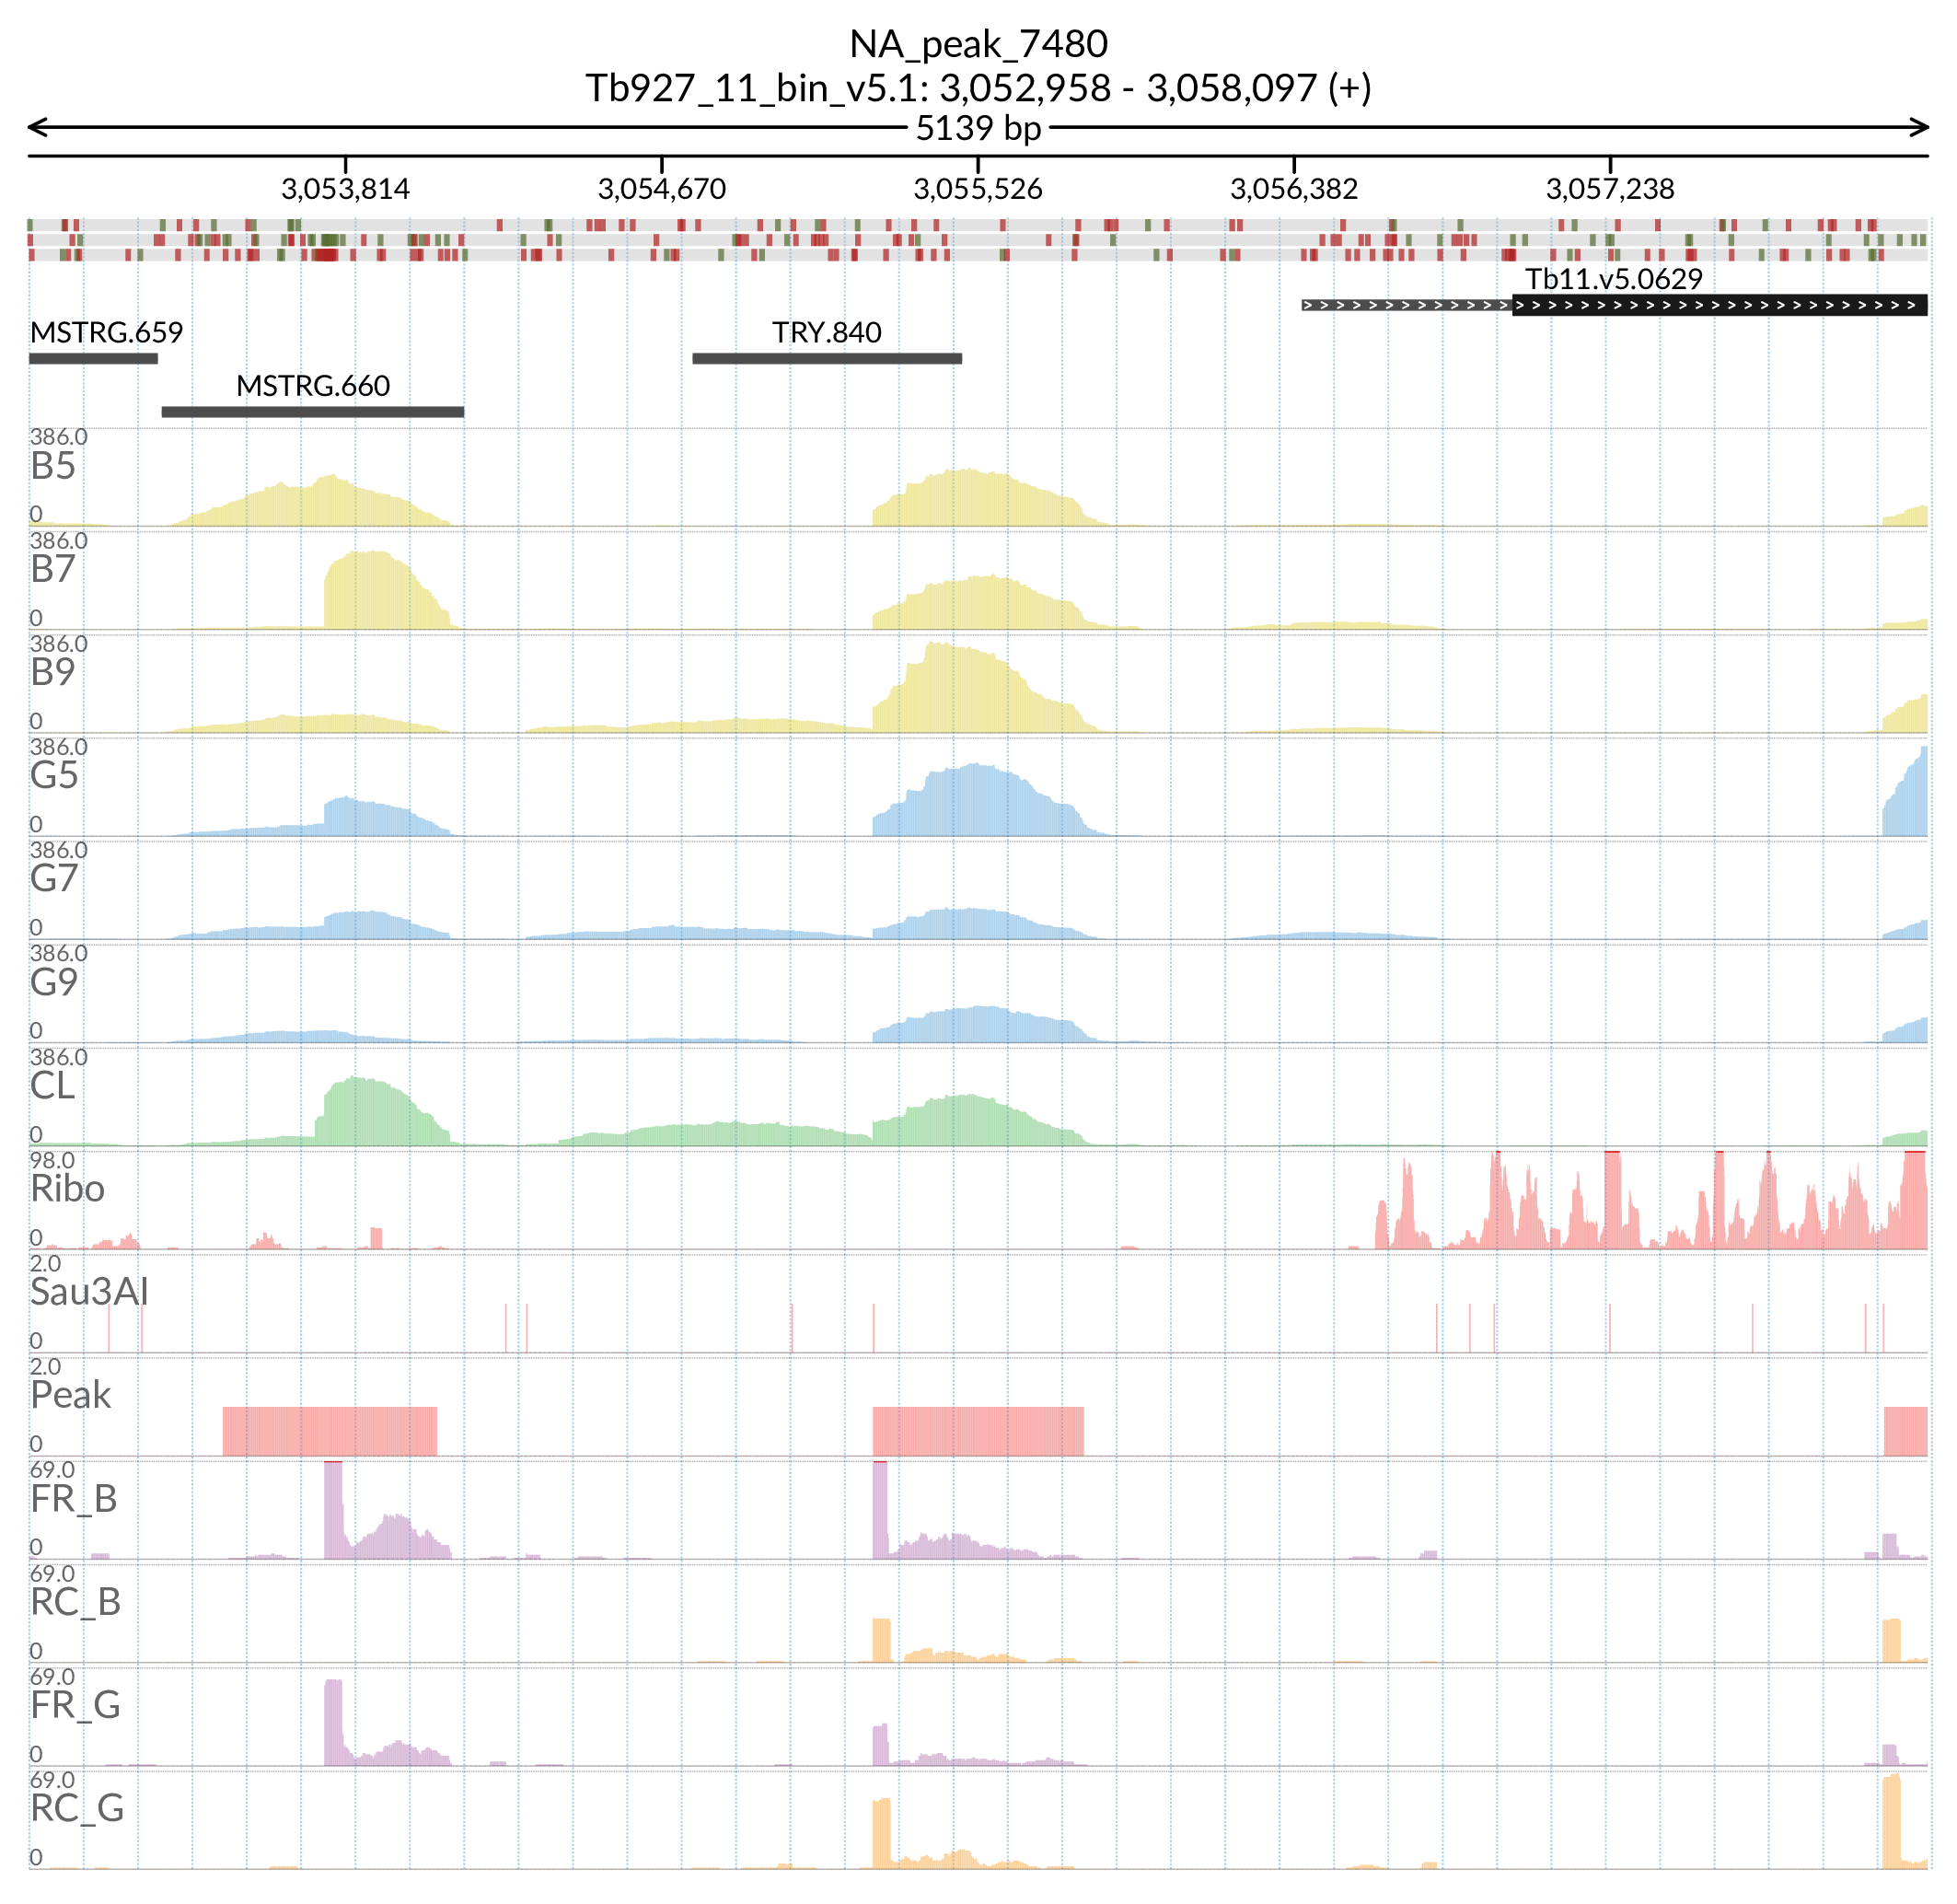 NA_peak_7480
Tb927_11_bin_v5.1: 3,052,958 - 3,058,097 (+)
5139 bp
3,053,814 3,054,670 3,055,526 3,056,382 3,057,238
Tb11.v5.0629
MSTRG.659 TRY.840
MSTRG.660
386.0
B5
0
386.0
B7
0
386.0
B9
0
386.0
G5
0
386.0
G7
0
386.0
G9
0
386.0
CL
0
98.0
Ribo
0
2.0
Sau3AI
0
2.0
Peak
0
69.0
FR_B
0
69.0
RC_B
0
69.0
FR_G
0
69.0
RC_G
0